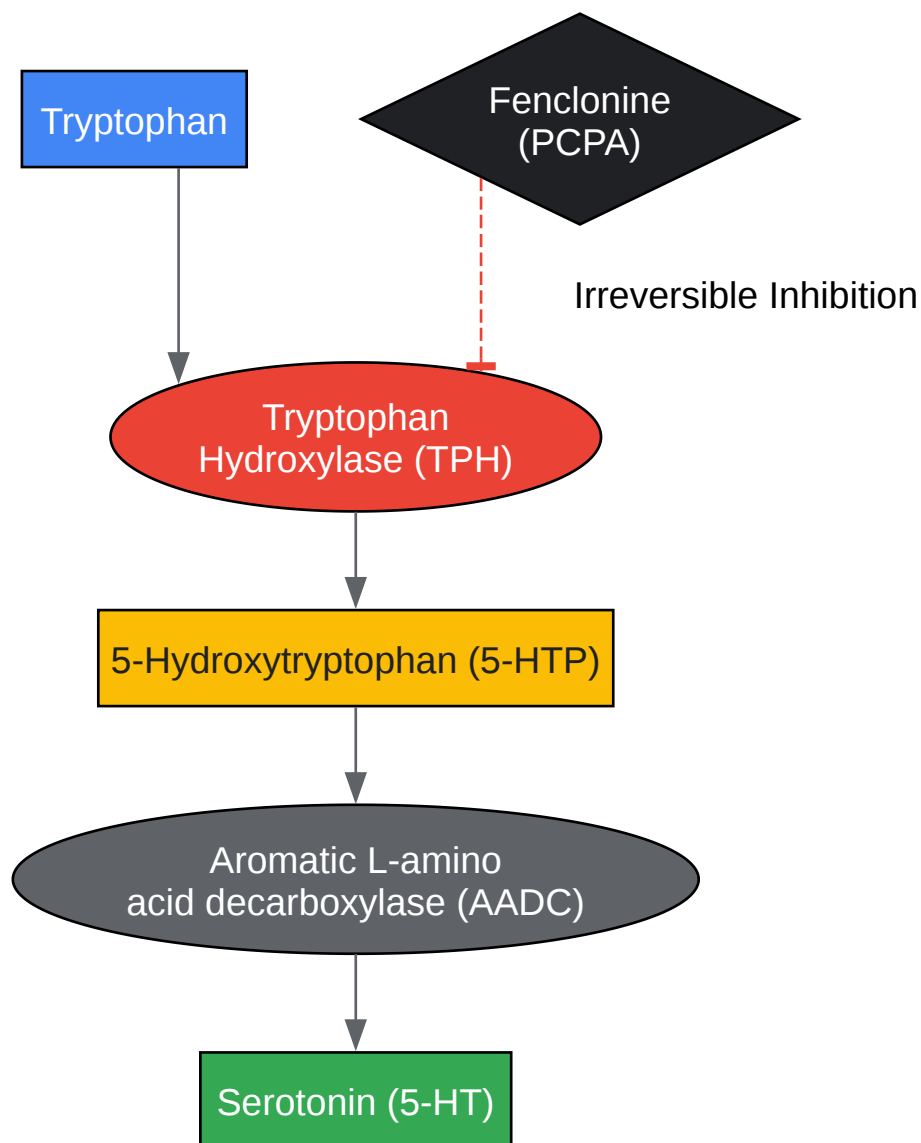 Tryptophan
Fenclonine
(PCPA)
Irreversible Inhibition
Tryptophan
Hydroxylase (TPH)
5-Hydroxytryptophan (5-HTP)
Aromatic L-amino
acid decarboxylase (AADC)
Serotonin (5-HT)